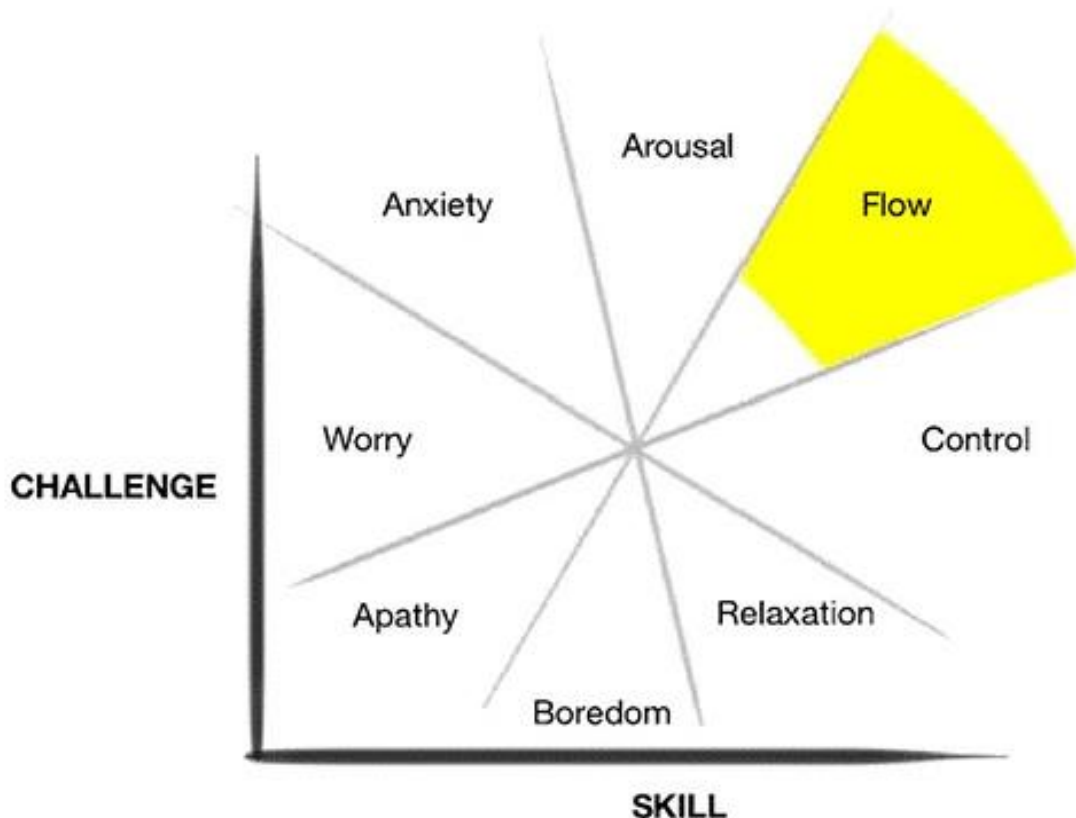 Arousal
Anxiety
Flow
Worry
Control
CHALLENGE
Apathy
Relaxation
Boredom
SKILL